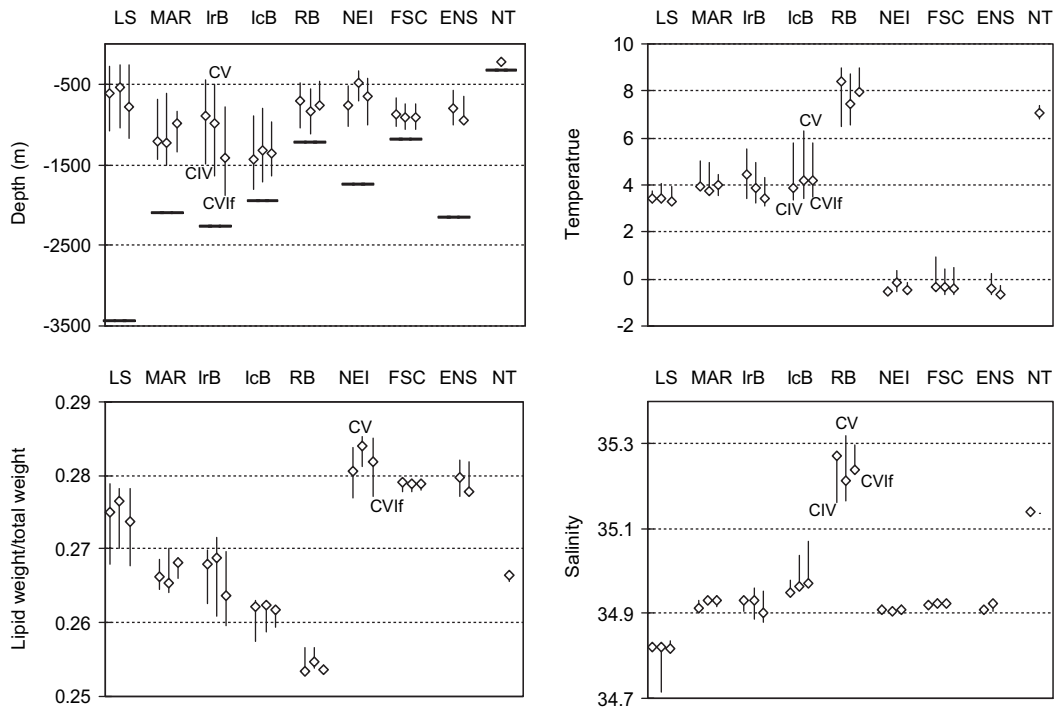 LS MAR IrB IcB RB NEI FSC ENS NT
-500
-1500
-2500
-3500
Depth (m)
CV
CIV
CVIf
LS MAR IrB IcB RB NEI FSC ENS NT
10
8
6
4
2
0
-2
Temperatrue
CV
CIV
CVIf
LS MAR IrB IcB RB NEI FSC ENS NT
0.29
0.28
0.27
0.26
0.25
Lipid weight/total weight
CV
CVIf
LS MAR IrB IcB RB NEI FSC ENS NT
35.3
35.1
34.9
34.7
Salinity
CV
CIV
CVIf